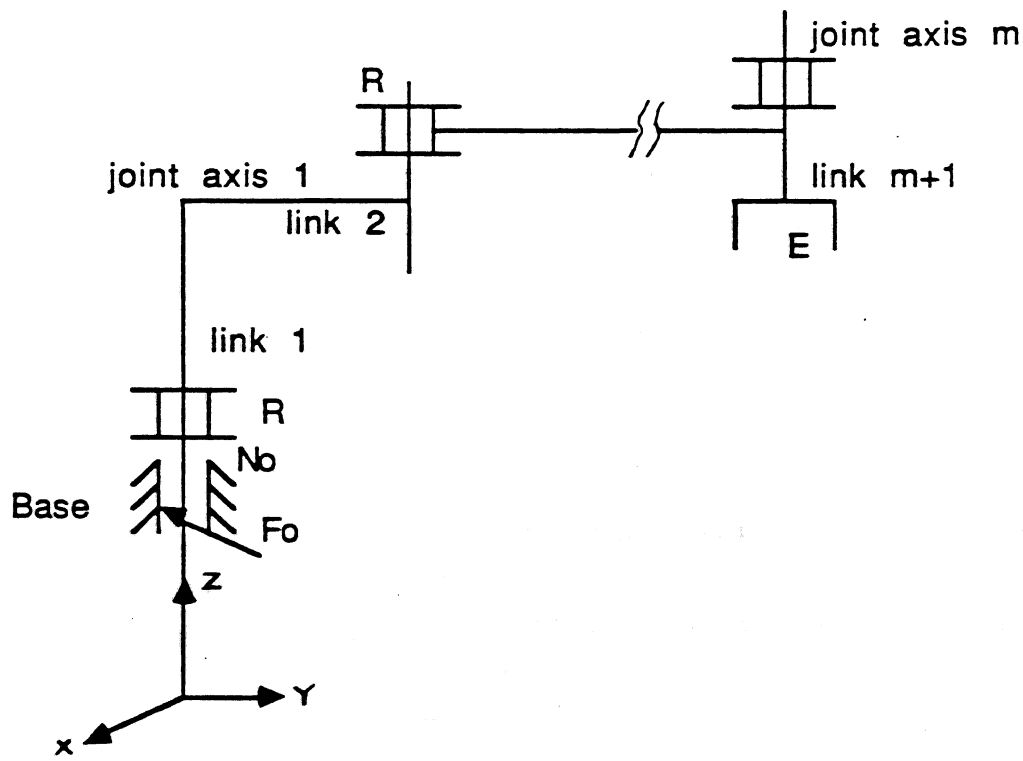 joint axis m
R
joint axis 1
link m+1
link 2
E
link 1
R
No
Base
Fo
Z
Y
X